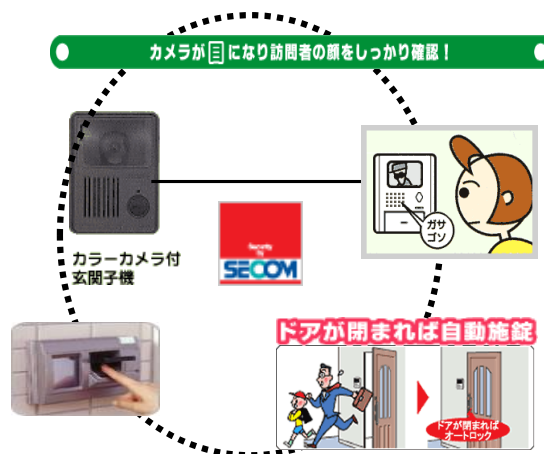 カメラが目になり訪問者の顔をしっかり確認！
ガサ
ゴソ
Security
by
SECOM
カラーカメラ付
玄関子機
ドアが閉まれば自動施錠
ドアが閉まれば
オートロック